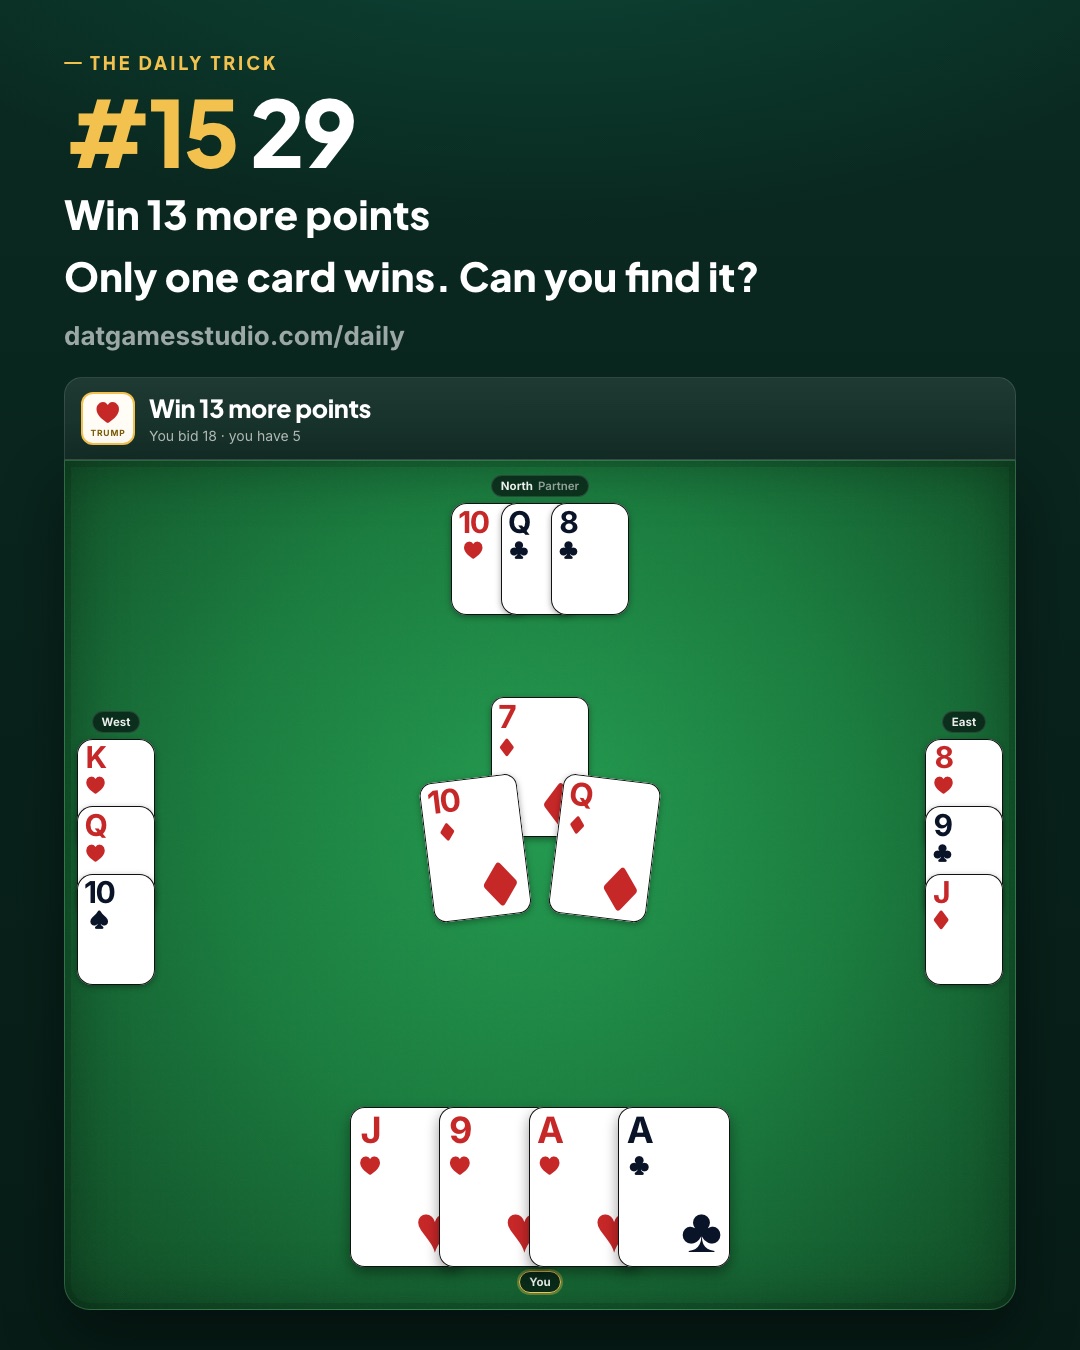 — THE DAILY TRICK
#15 29
Win 13 more points
Only one card wins. Can you find it?
datgamesstudio.com/daily
TRUMP
Win 13 more points
You bid 18 · you have 5
North Partner
10 Q 8
West
K
Q
10
7
10 Q
East
8
9
J
J 9 A A
You